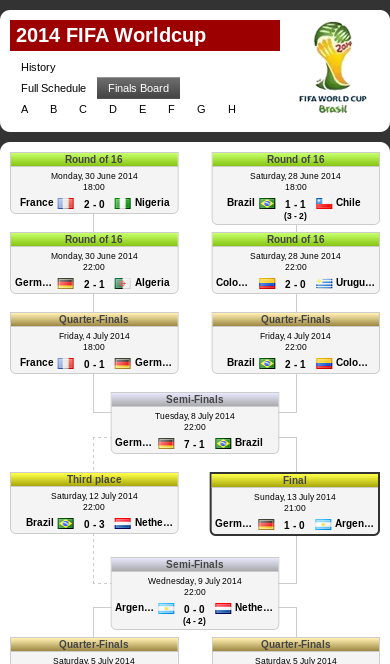 2014 FIFA Worldcup
History
Full Schedule Finals Board
A B C D E F G H
FIFA WORLD CUP
Brasil
Round of 16
Monday, 30 June 2014
18:00
France 2 - 0 Nigeria
Round of 16
Saturday, 28 June 2014
18:00
Brazil 1 - 1 Chile
(3 - 2)
Round of 16
Monday, 30 June 2014
22:00
Germ… 2 - 1 Algeria
Round of 16
Saturday, 28 June 2014
22:00
Colo… 2 - 0 Urugu…
Quarter-Finals
Friday, 4 July 2014
18:00
France 0 - 1 Germ…
Quarter-Finals
Friday, 4 July 2014
22:00
Brazil 2 - 1 Colo…
Semi-Finals
Tuesday, 8 July 2014
22:00
Germ… 7 - 1 Brazil
Third place
Saturday, 12 July 2014
22:00
Brazil 0 - 3 Nethe…
Final
Sunday, 13 July 2014
21:00
Germ… 1 - 0 Argen…
Semi-Finals
Wednesday, 9 July 2014
22:00
Argen… 0 - 0 Nethe…
(4 - 2)
Quarter-Finals
Saturday, 5 July 2014
Quarter-Finals
Saturday, 5 July 2014